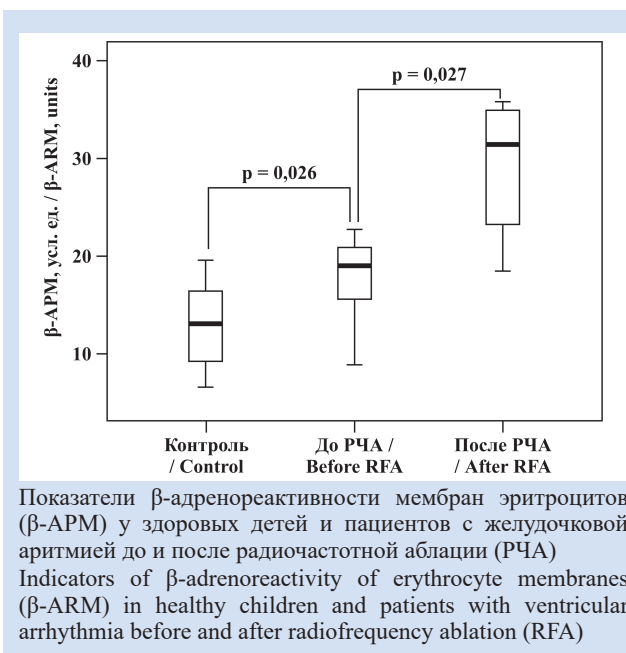 β-АРМ, усл. ед. / β-ARM, units
40
30
20
10
p = 0,026
p = 0,027
Контроль
/ Control
До РЧА /
Before RFA
После РЧА
/ After RFA
Показатели β-адренореактивности мембран эритроцитов
(β-АРМ) у здоровых детей и пациентов с желудочковой
аритмией до и после радиочастотной аблации (РЧА)
Indicators of β-adrenoreactivity of erythrocyte membranes
(β-ARM) in healthy children and patients with ventricular
arrhythmia before and after radiofrequency ablation (RFA)